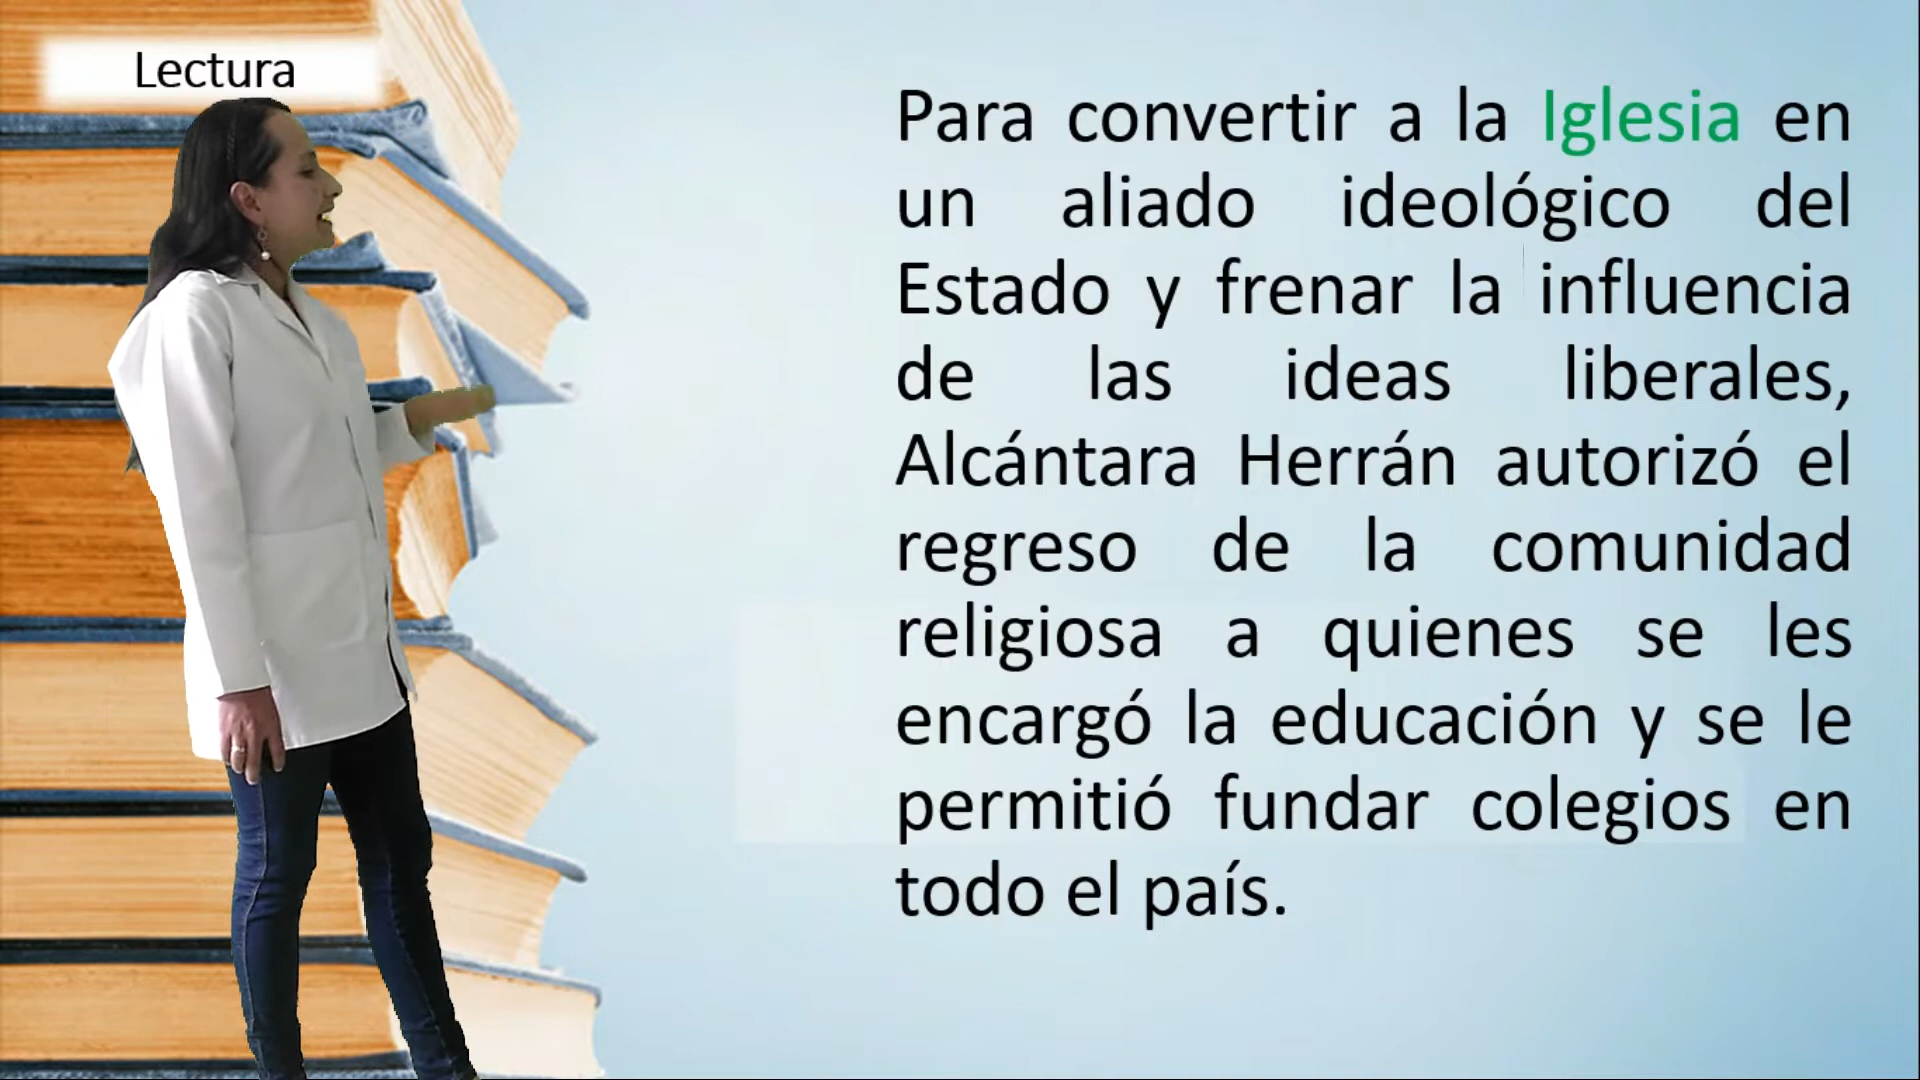 Lectura
Para convertir a la Iglesia en
un aliado ideológico del
Estado y frenar la influencia
de las ideas liberales,
Alcántara Herrán autorizó el
regreso de la comunidad
religiosa a quienes se les
encargó la educación y se le
permitió fundar colegios en
todo el país.